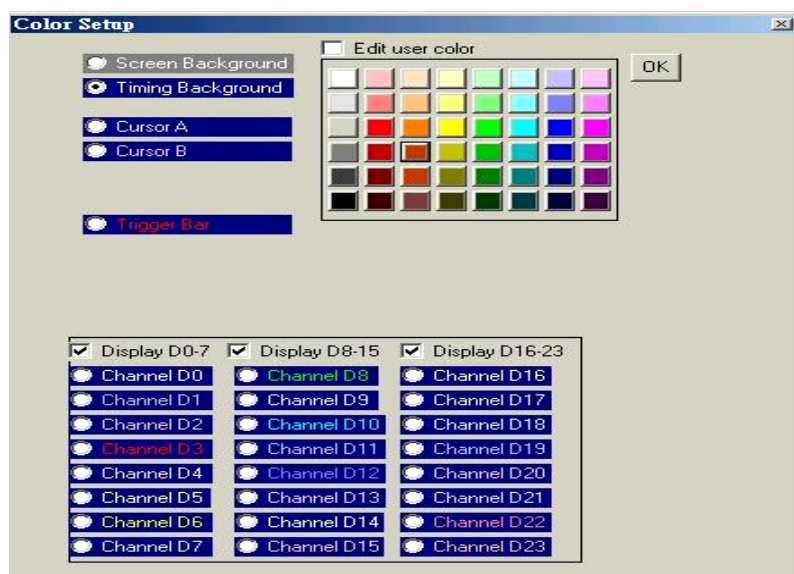 Color Setup
Edit user color
OK
Screen Background
Timing Background
Cursor A
Cursor B
Trigger Bar
Display D0-7 Display D8-15 Display D16-23
Channel D0 Channel D8 Channel D16
Channel D1 Channel D9 Channel D17
Channel D2 Channel D10 Channel D18
Channel D3 Channel D11 Channel D19
Channel D4 Channel D12 Channel D20
Channel D5 Channel D13 Channel D21
Channel D6 Channel D14 Channel D22
Channel D7 Channel D15 Channel D23